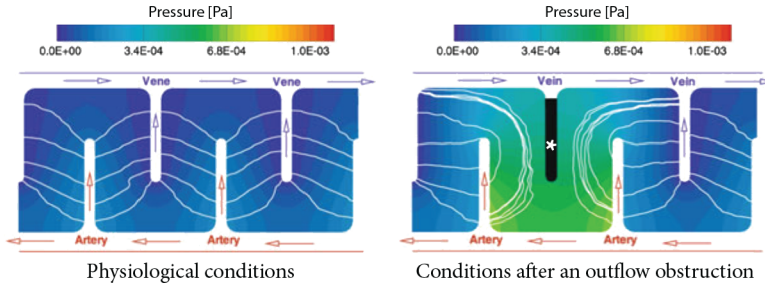 Pressure [Pa]
0.0E+00 3.4E-04 6.8E-04 1.0E-03
Vene Vene
Artery Artery
Physiological conditions
Pressure [Pa]
0.0E+00 3.4E-04 6.8E-04 1.0E-03
Vein Vein
*
Artery Artery
Conditions after an outflow obstruction